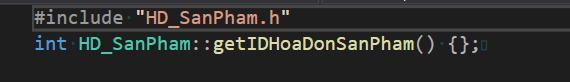 #include "HD_SanPham.h"
int HD_SanPham::getIDHoaDonSanPham() {};